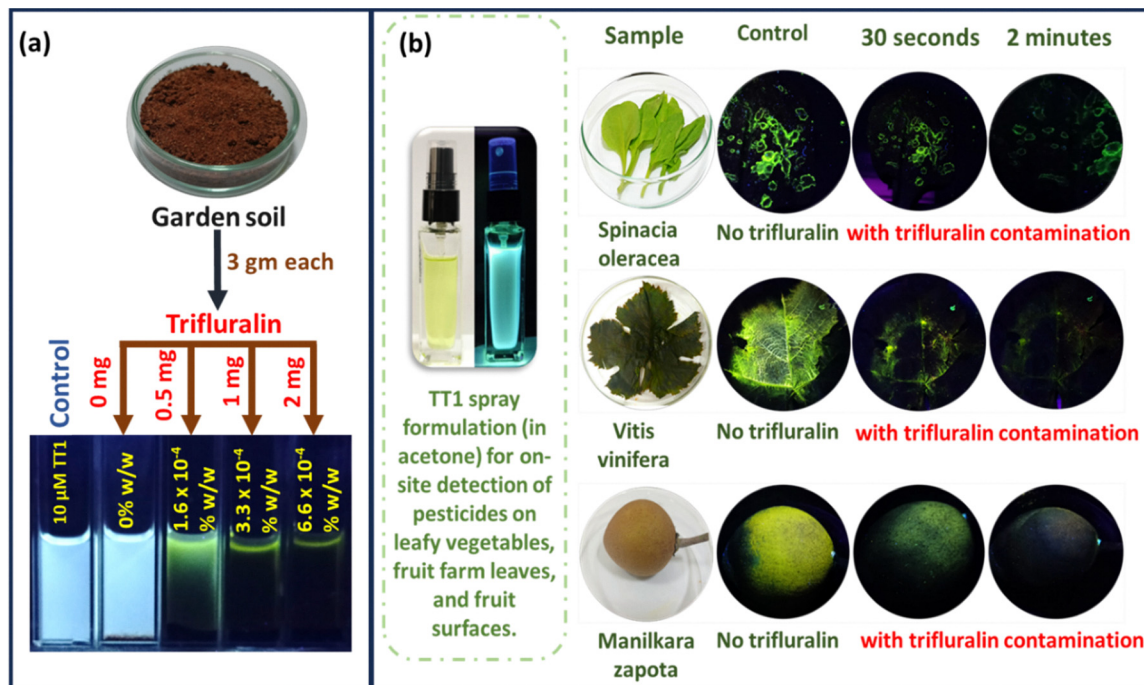 (a)
Garden soil
3 gm each
Trifluralin
Control
0 mg
0.5 mg
1 mg
2 mg
10 µM TT1
0% w/w
1.6 x 10⁻⁴
% w/w
3.3 x 10⁻⁴
% w/w
6.6 x 10⁻⁴
% w/w
(b)
TT1 spray
formulation (in
acetone) for on-
site detection of
pesticides on
leafy vegetables,
fruit farm leaves,
and fruit
surfaces.
Sample Control 30 seconds 2 minutes
Spinacia
oleracea
No trifluralin with trifluralin contamination
Vitis
vinifera
No trifluralin with trifluralin contamination
Manilkara
zapota
No trifluralin with trifluralin contamination